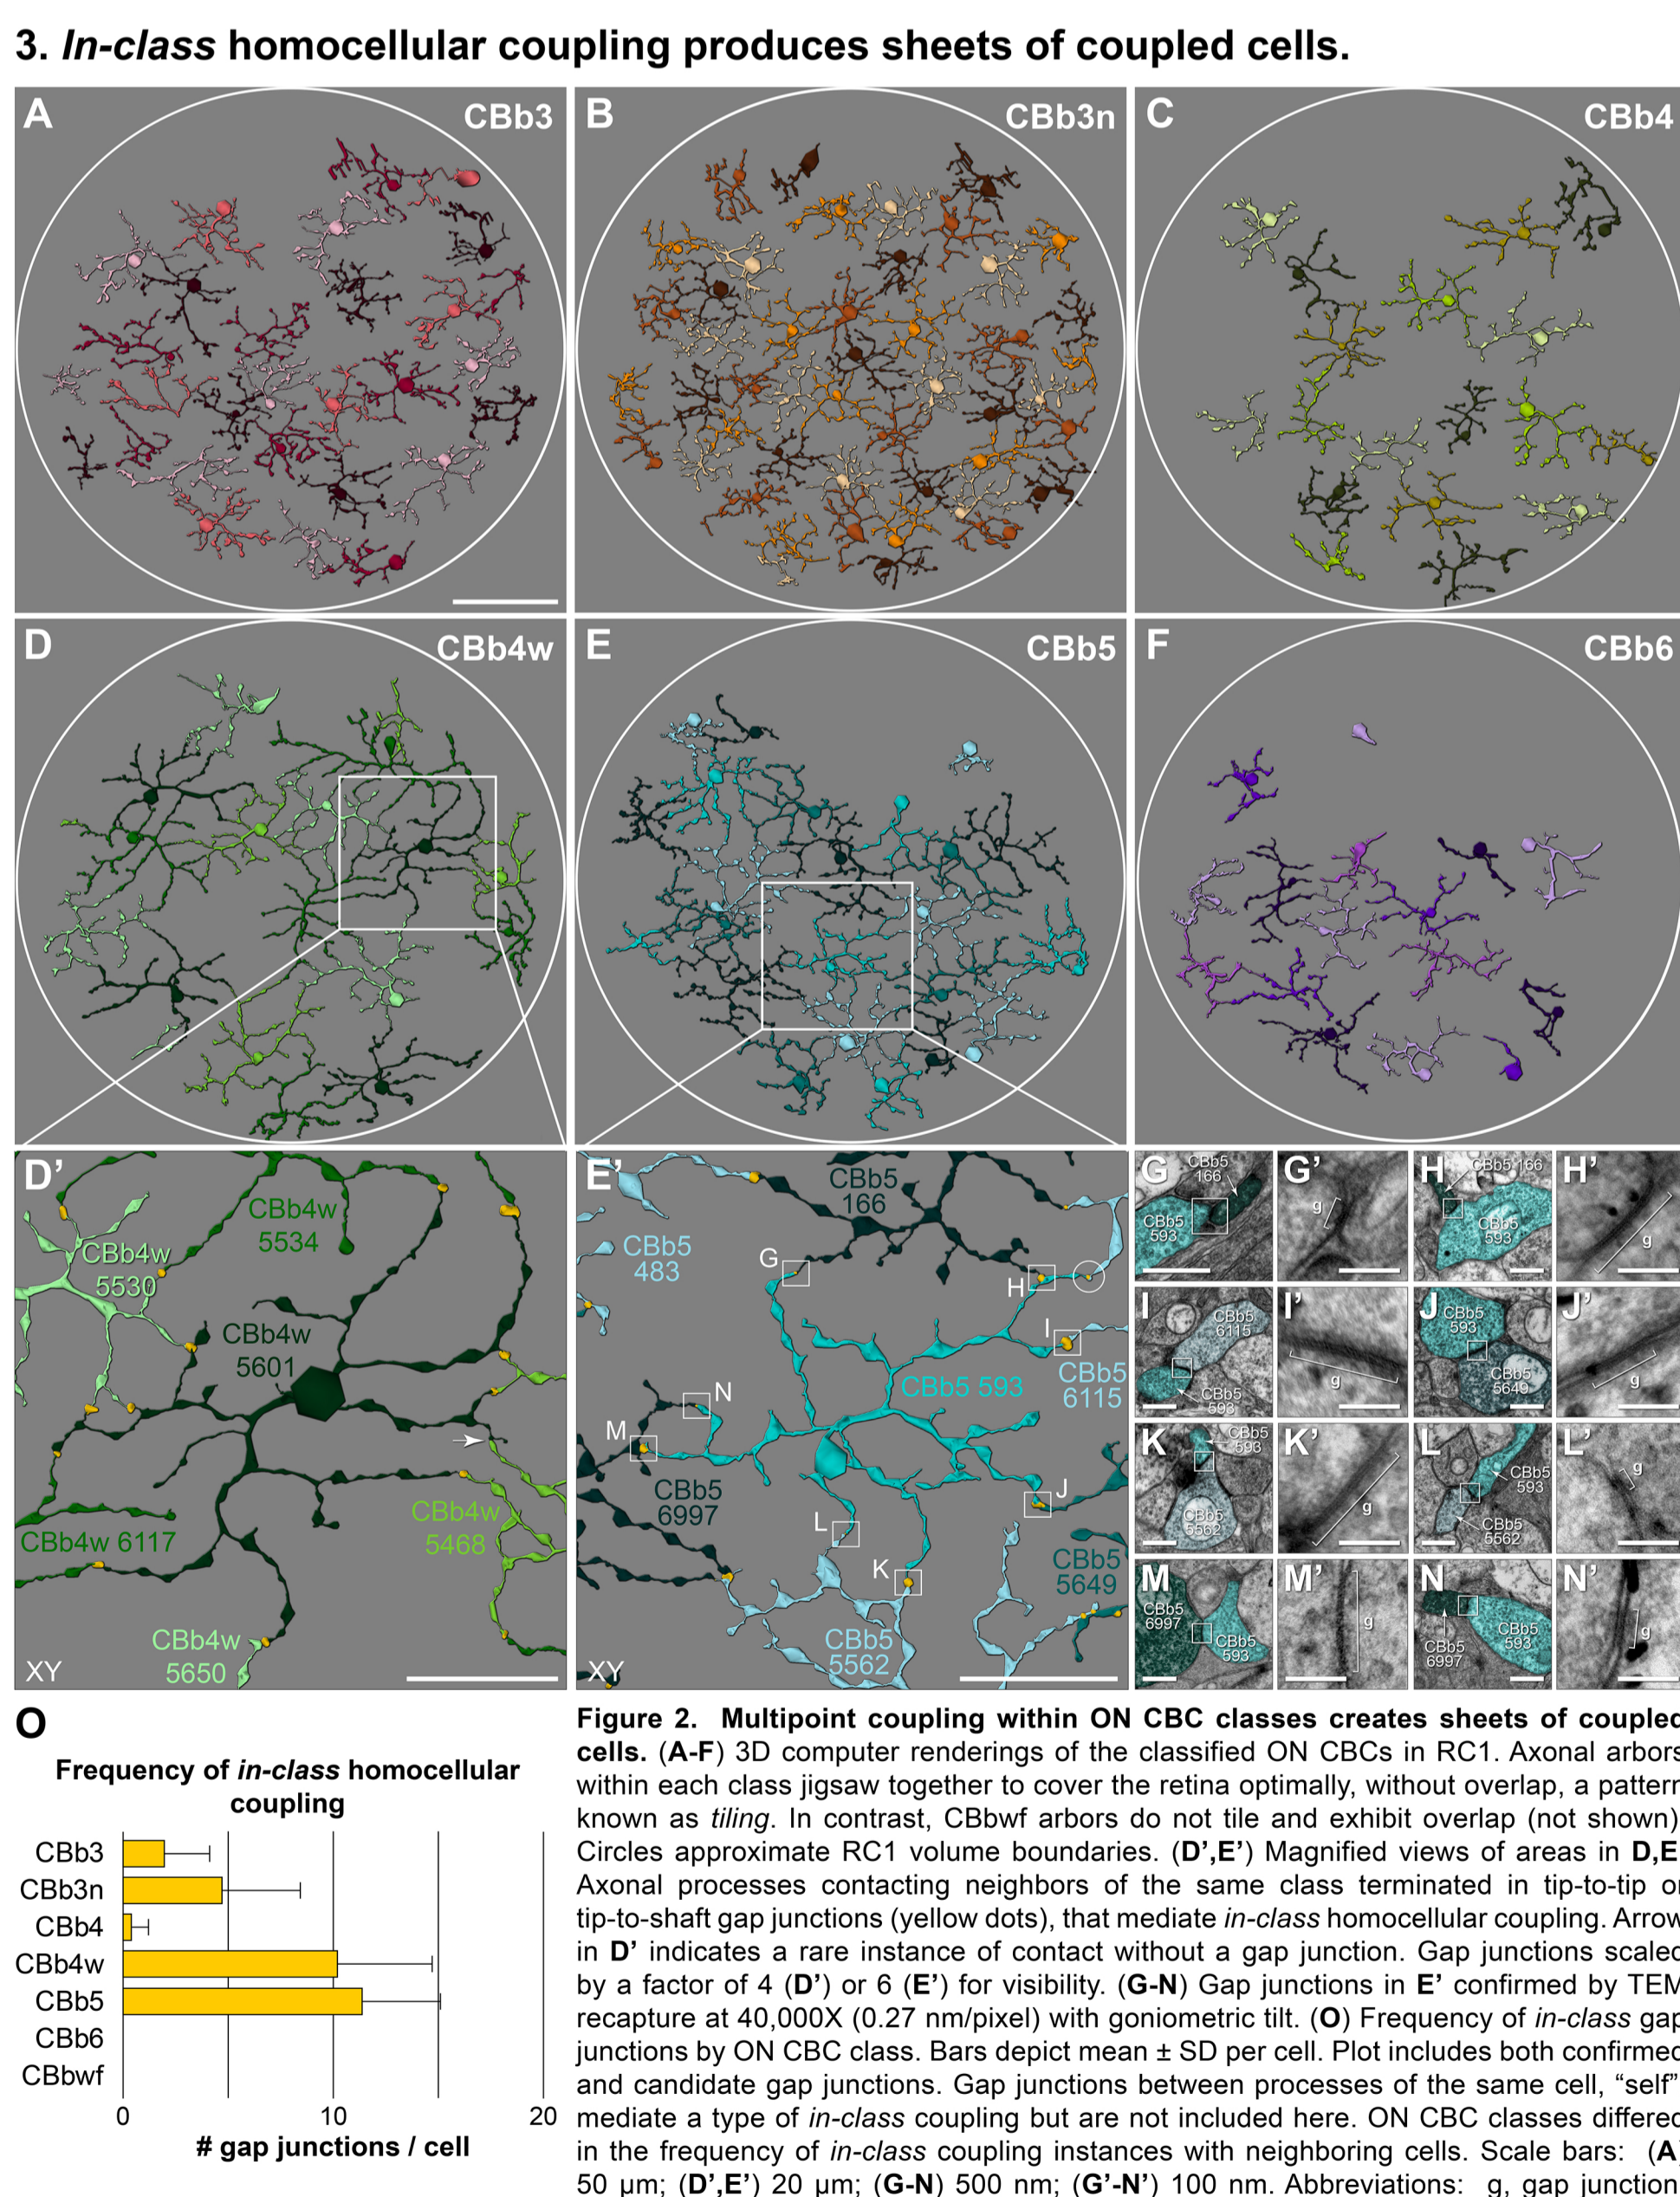 3. In-class homocellular coupling produces sheets of coupled cells.
A CBb3
B CBb3n
C CBb4
D CBb4w
E CBb5
F CBb6
D’
CBb4w
5534
CBb4w
5530
CBb4w
5601
CBb4w 6117
CBb4w
5468
CBb4w
5650
XY
E’
CBb5
166
CBb5
483
G
H
I
CBb5
6115
CBb5 593
N
M
CBb5
6997
J
L
K
CBb5
5649
CBb5
5562
XY
G
CBb5
166
CBb5
593
G’
g
H
CBb5 166
CBb5
593
H’
g
I
CBb5
6115
CBb5
593
I’
g
J
CBb5
593
CBb5
5649
J’
g
K
CBb5
593
CBb5
5562
K’
g
L
CBb5
593
CBb5
5562
L’
g
M
CBb5
6997
CBb5
593
M’
g
N
CBb5
6997
CBb5
593
N’
g
O
Frequency of in-class homocellular
coupling
CBb3
CBb3n
CBb4
CBb4w
CBb5
CBb6
CBbwf
0 10 20
# gap junctions / cell
Figure 2. Multipoint coupling within ON CBC classes creates sheets of coupled
cells. (A-F) 3D computer renderings of the classified ON CBCs in RC1. Axonal arbors
within each class jigsaw together to cover the retina optimally, without overlap, a pattern
known as tiling. In contrast, CBbwf arbors do not tile and exhibit overlap (not shown)
Circles approximate RC1 volume boundaries. (D’,E’) Magnified views of areas in D,E
Axonal processes contacting neighbors of the same class terminated in tip-to-tip or
tip-to-shaft gap junctions (yellow dots), that mediate in-class homocellular coupling. Arrow
in D’ indicates a rare instance of contact without a gap junction. Gap junctions scaled
by a factor of 4 (D’) or 6 (E’) for visibility. (G-N) Gap junctions in E’ confirmed by TEM
recapture at 40,000X (0.27 nm/pixel) with goniometric tilt. (O) Frequency of in-class gap
junctions by ON CBC class. Bars depict mean ± SD per cell. Plot includes both confirmed
and candidate gap junctions. Gap junctions between processes of the same cell, “self”
mediate a type of in-class coupling but are not included here. ON CBC classes differed
in the frequency of in-class coupling instances with neighboring cells. Scale bars: (A
50 µm; (D’,E’) 20 µm; (G-N) 500 nm; (G’-N’) 100 nm. Abbreviations: g, gap junction